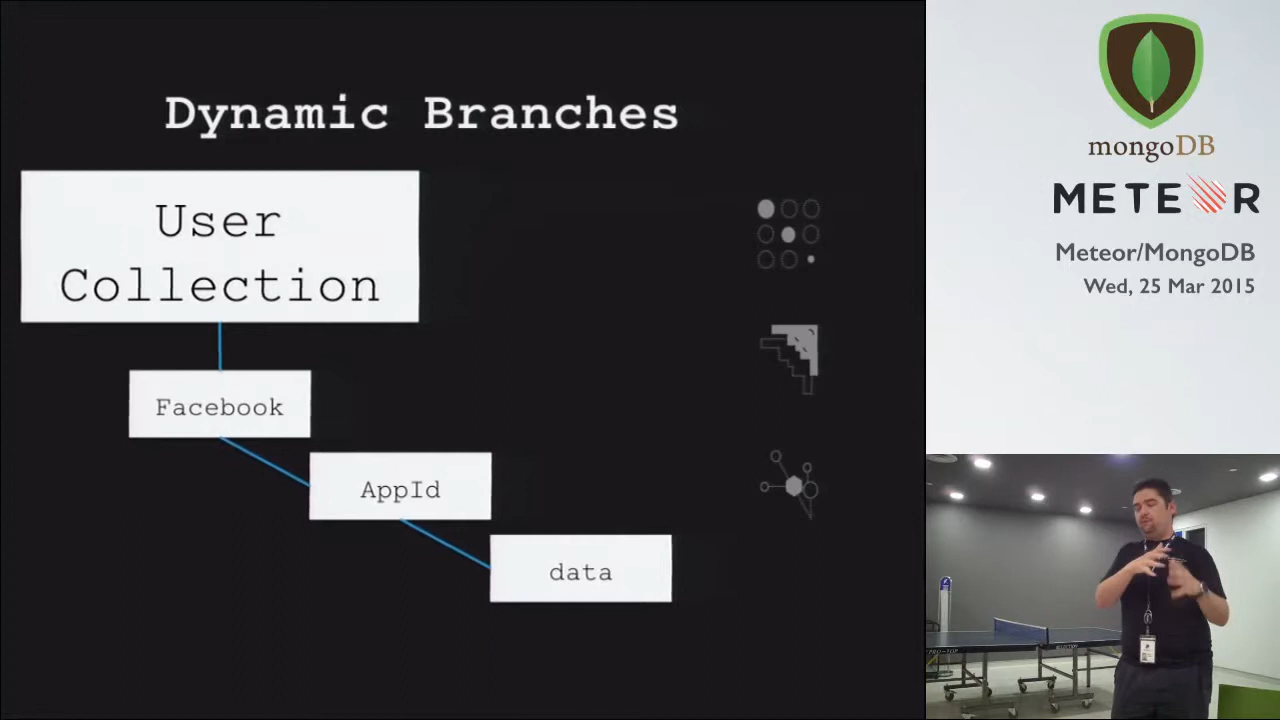 Dynamic Branches
User
Collection
Facebook
AppId
data
mongoDB
METEOR
Meteor/MongoDB
Wed, 25 Mar 2015